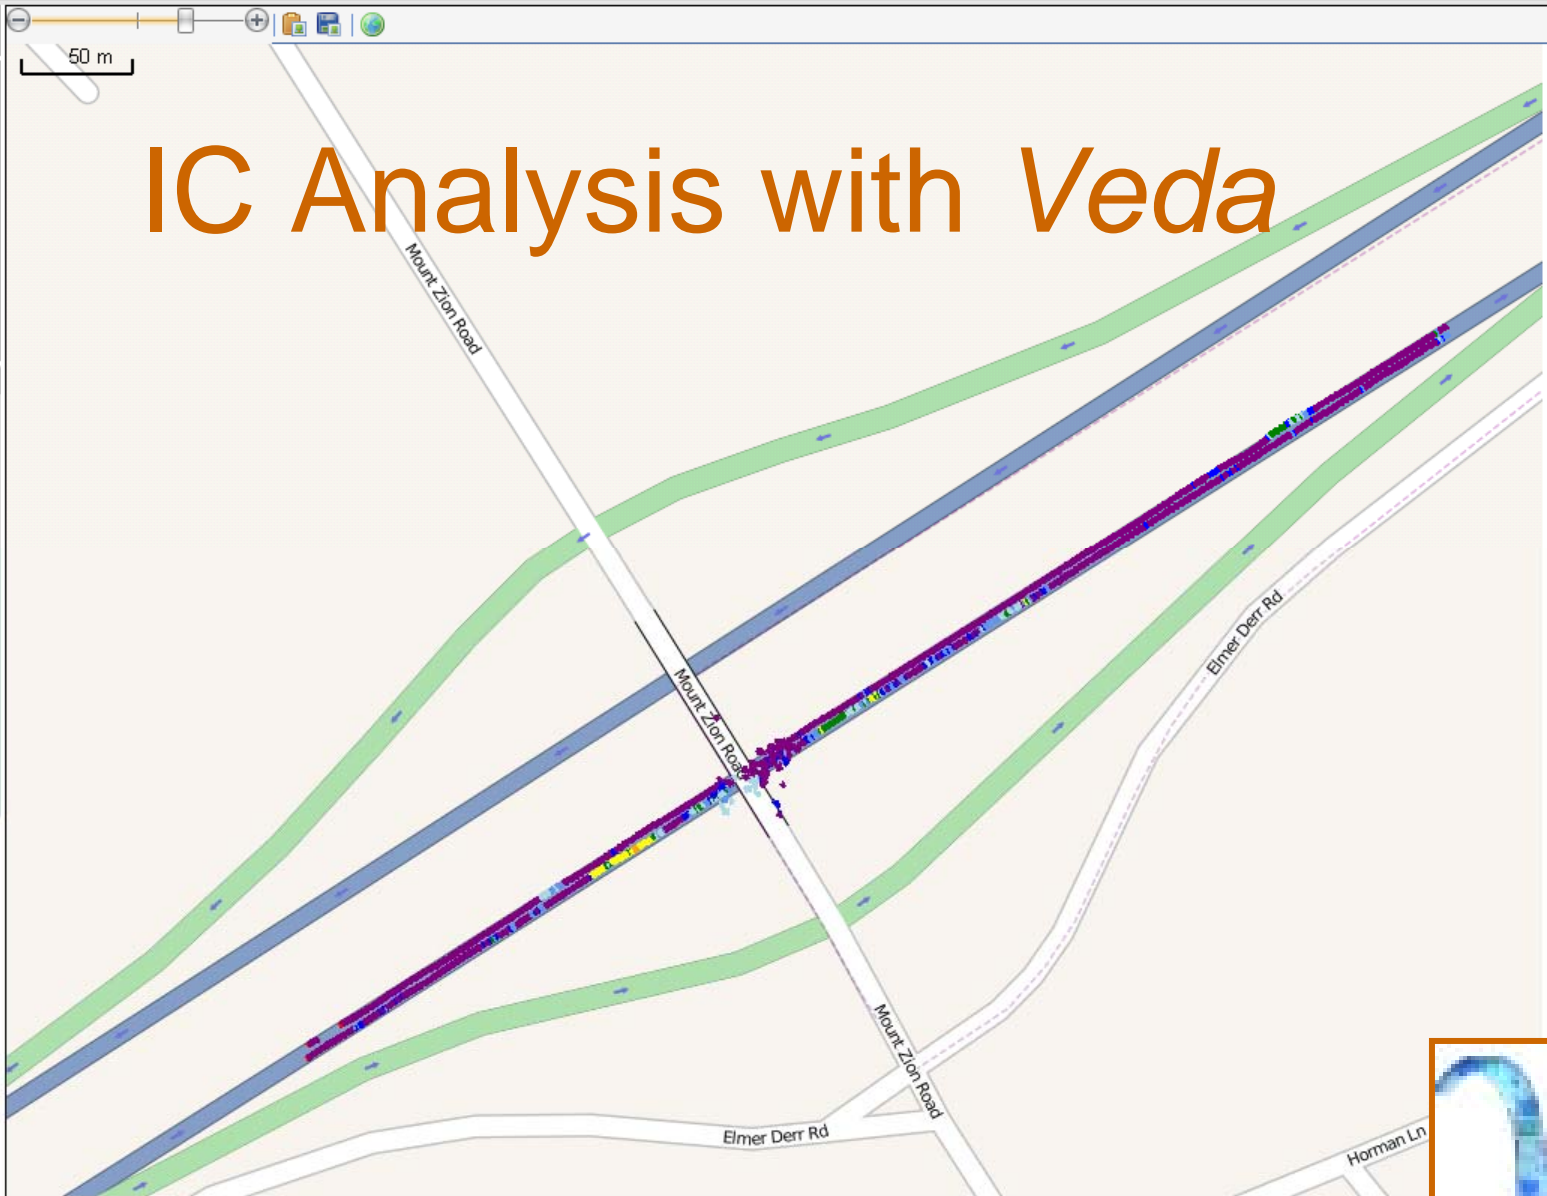 50 m
IC Analysis with Veda
Mount Zion Road
Mount Zion Road
Elmer Derr Rd
Mount Zion Road
Elmer Derr Rd
Horman Ln